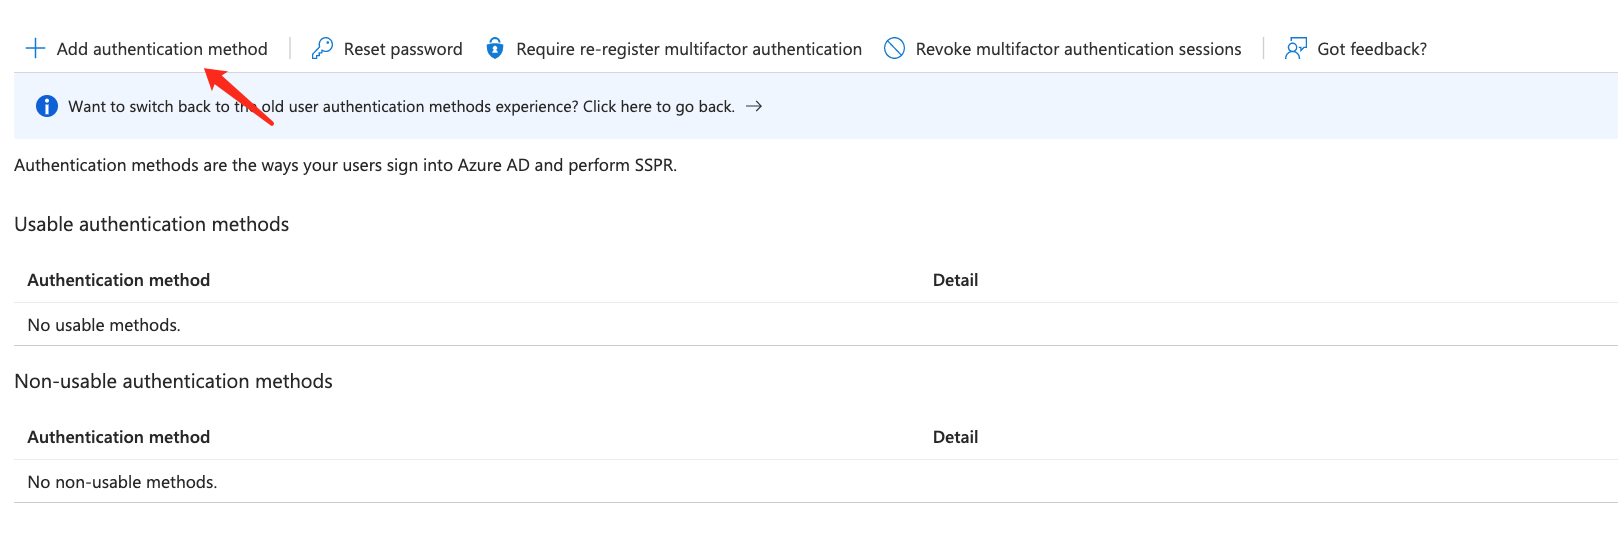 Add authentication method Reset password Require re-register multifactor authentication Revoke multifactor authentication sessions Got feedback?
Want to switch back to the old user authentication methods experience? Click here to go back. →
Authentication methods are the ways your users sign into Azure AD and perform SSPR.
Usable authentication methods
Authentication method Detail
No usable methods.
Non-usable authentication methods
Authentication method Detail
No non-usable methods.